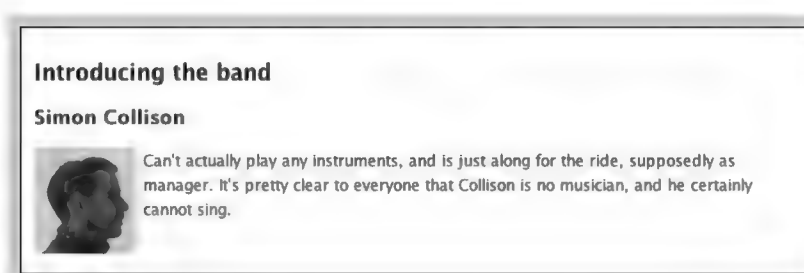 Introducing the band
Simon Collison
Can't actually play any instruments, and is just along for the ride, supposedly as
manager. It's pretty clear to everyone that Collison is no musician, and he certainly
cannot sing.